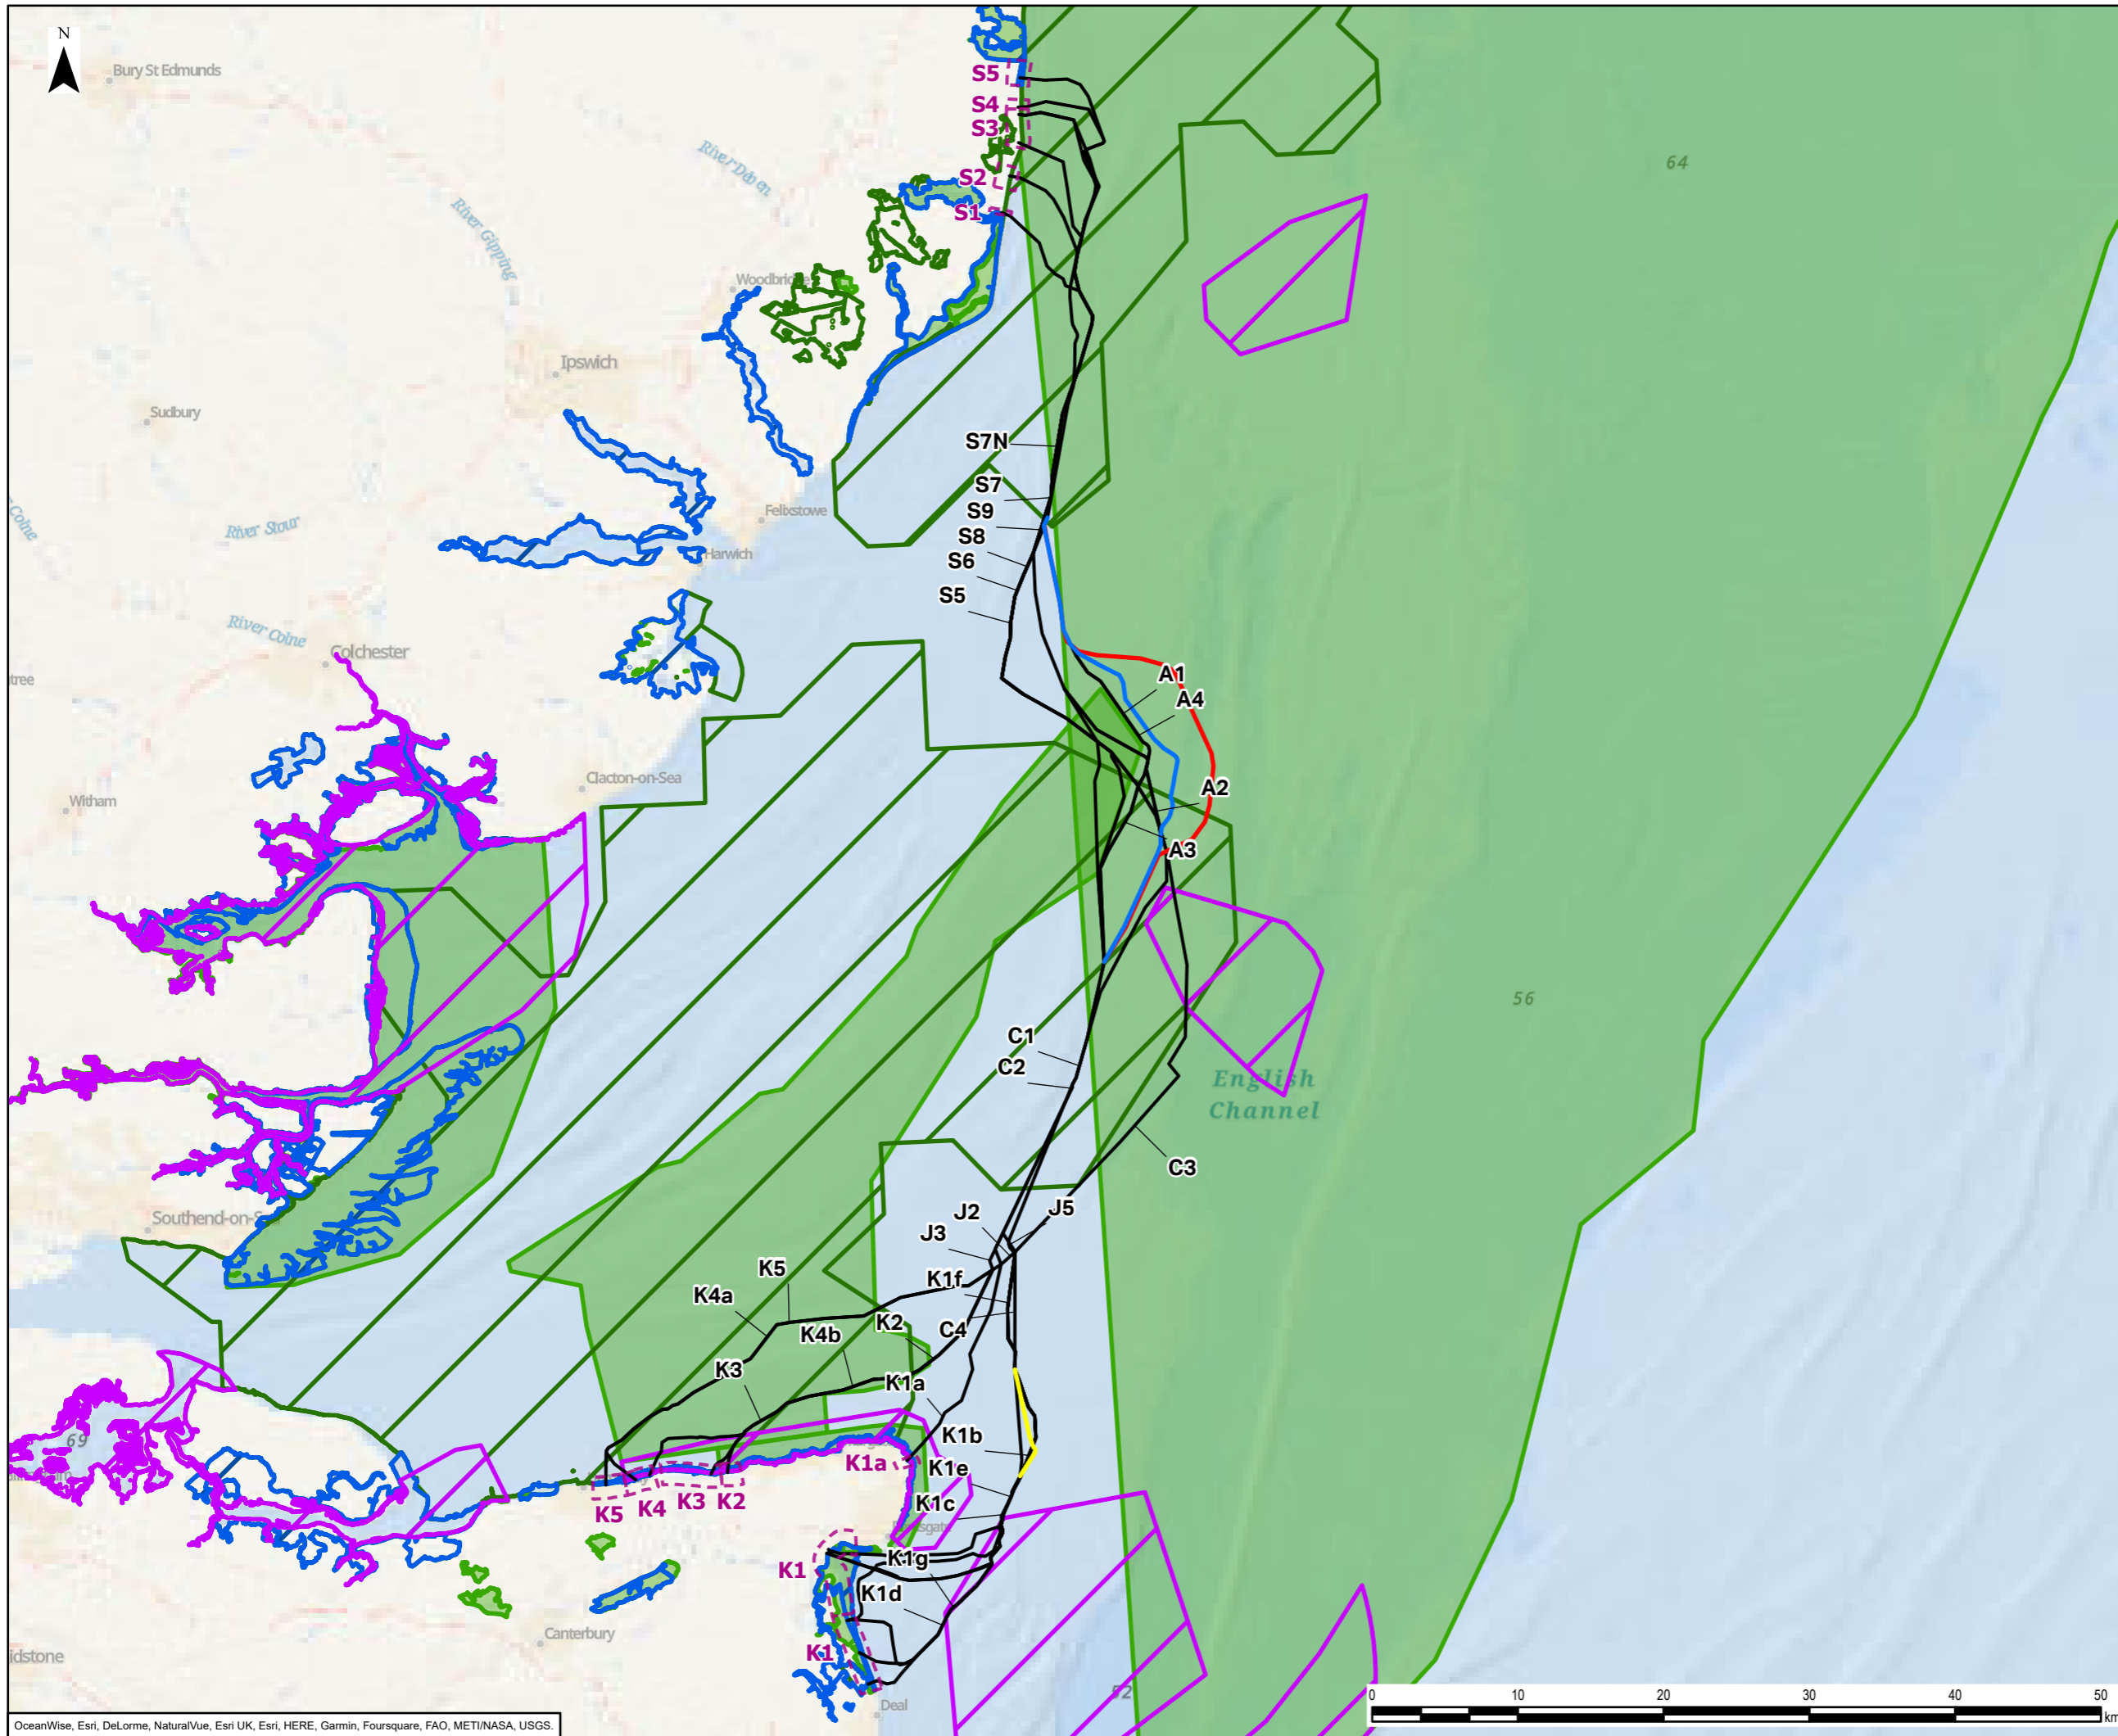 N
Bury St Edmunds
S5
S4
S3
River Deben
S2
64
S1
River Gipping
Woodbridge
Ipswich
Sudbury
S7N
S7
Colne
River Stour
Felixstowe
S9
S8
Harwich
S6
S5
River Colne
Colchester
tree
A1
A4
Clacton-on-Sea
A2
Witham
A3
56
C1
C2
English
Channel
C3
Southend-on-Se
J2
J5
J3
K5
K1f
K4a
K2
K4b
C4
K3
K1a
69
K1b
K1a
K1e
K5
K4
K3
K2
K1c
K1g
K1
K1d
Canterbury
K1
idstone
Deal
0
10
20
30
40
50
km
OceanWise, Esri, DeLorme, NaturalVue, Esri UK, Esri, HERE, Garmin, Foursquare, FAO, METI/NASA, USGS.